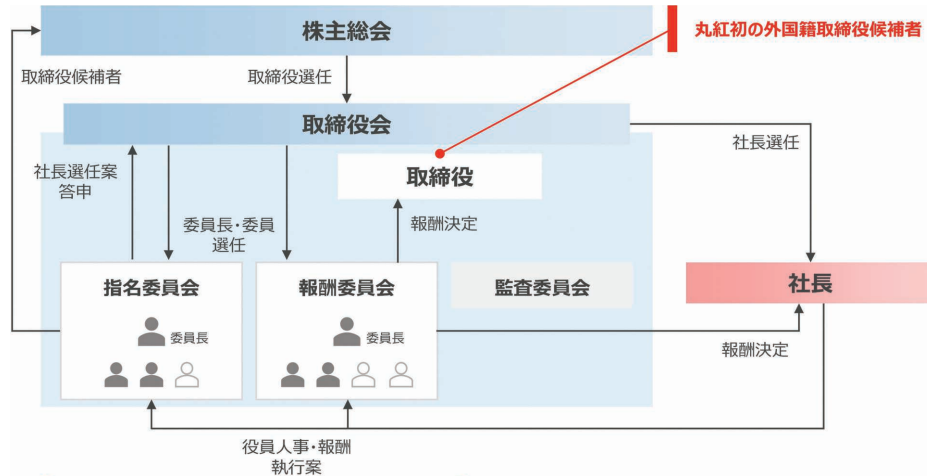 株主総会
丸紅初の外国籍取締役候補者
取締役候補者
取締役選任
取締役会
社長選任案
答申
社長選任
取締役
委員長・委員
選任
報酬決定
指名委員会
報酬委員会
監査委員会
社長
委員長
委員長
報酬決定
役員人事・報酬
執行案